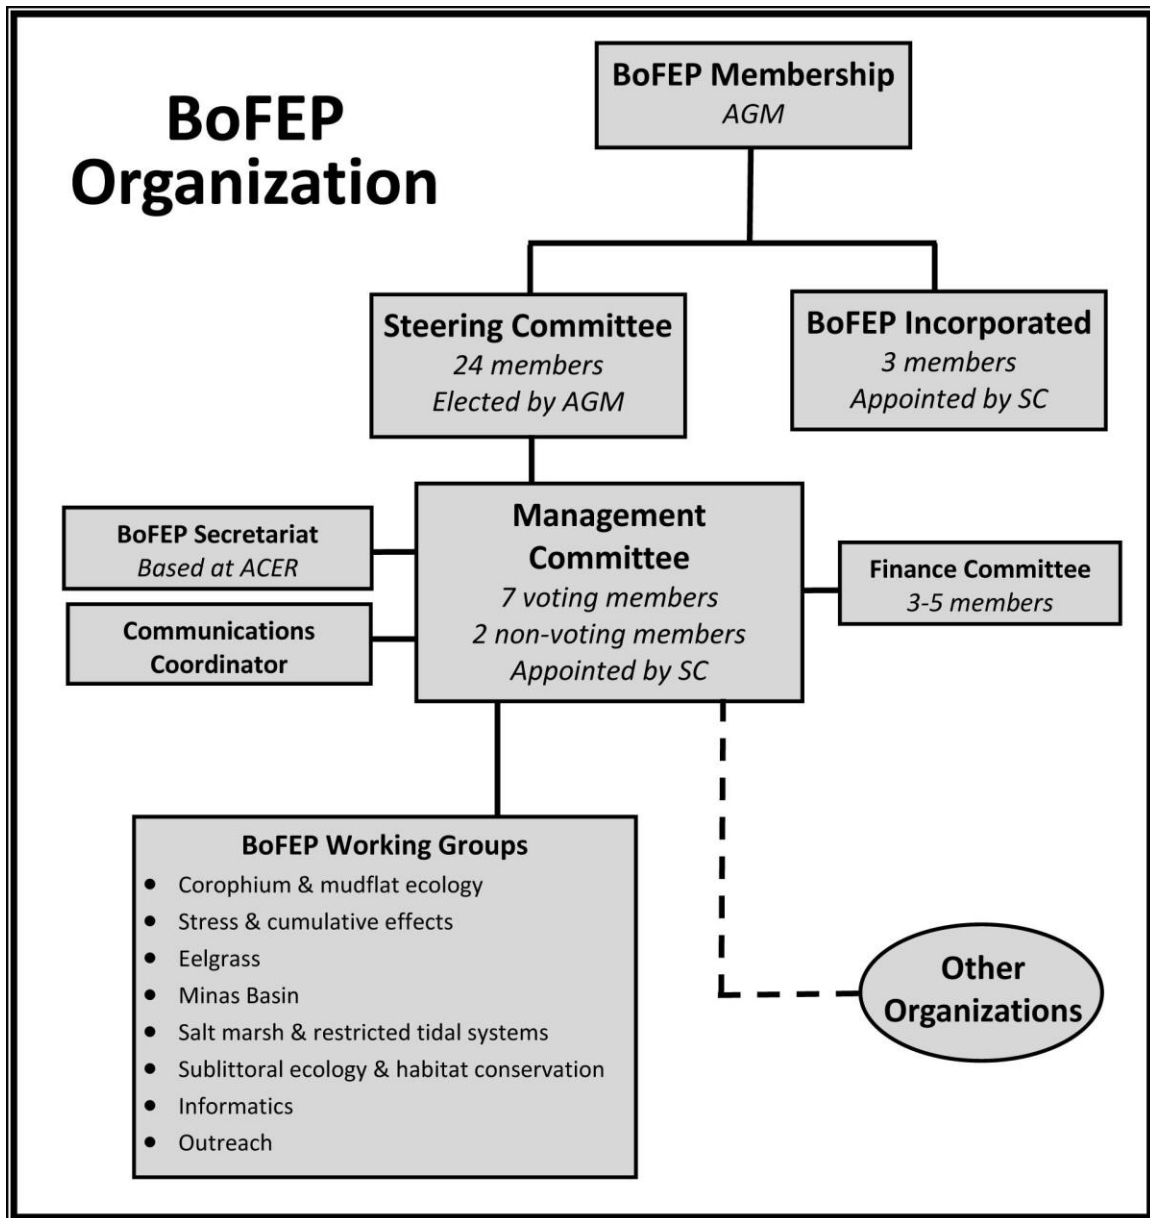 BoFEP
Organization
BoFEP Membership
AGM
Steering Committee
24 members
Elected by AGM
BoFEP Incorporated
3 members
Appointed by SC
Management
Committee
7 voting members
2 non-voting members
Appointed by SC
BoFEP Secretariat
Based at ACER
Communications
Coordinator
Finance Committee
3-5 members
BoFEP Working Groups
• Corophium & mudflat ecology
• Stress & cumulative effects
• Eelgrass
• Minas Basin
• Salt marsh & restricted tidal systems
• Sublittoral ecology & habitat conservation
• Informatics
• Outreach
Other
Organizations